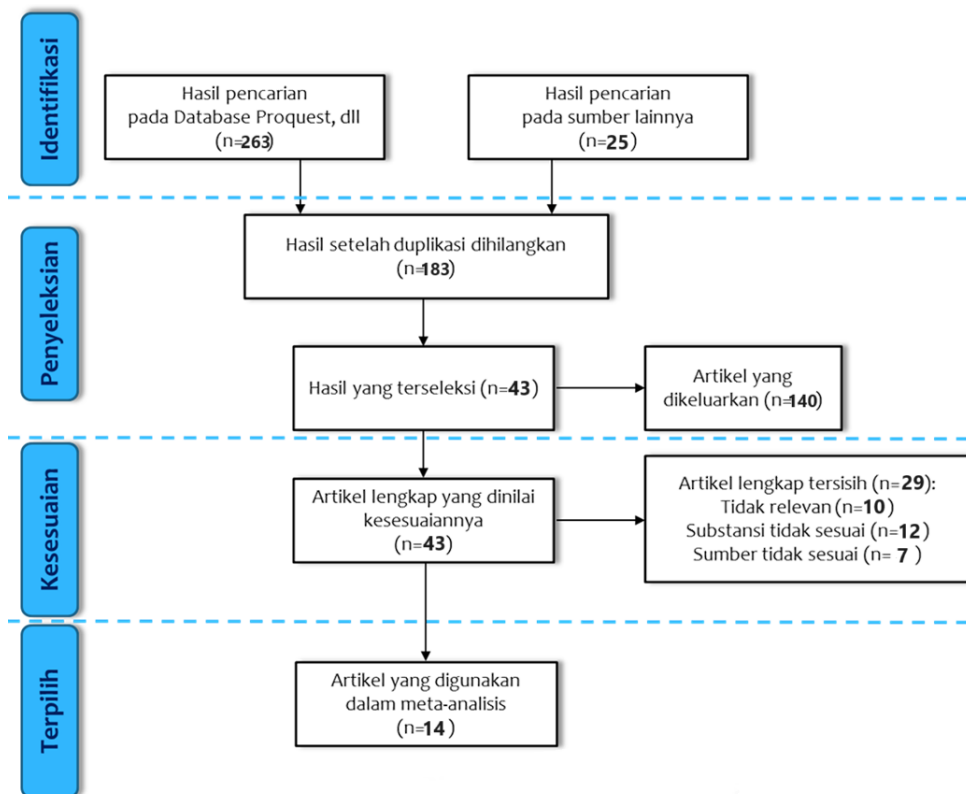 Identifikasi
Hasil pencarian
pada Database Proquest, dll
(n=263)
Hasil pencarian
pada sumber lainnya
(n=25)
Penyeleksian
Hasil setelah duplikasi dihilangkan
(n=183)
Hasil yang terseleksi (n=43)
Artikel yang
dikeluarkan (n=140)
Kesesuaian
Artikel lengkap yang dinilai
kesesuaiannya
(n=43)
Artikel lengkap tersisih (n=29):
Tidak relevan (n=10)
Substansi tidak sesuai (n=12)
Sumber tidak sesuai (n= 7 )
Terpilih
Artikel yang digunakan
dalam meta-analisis
(n=14)